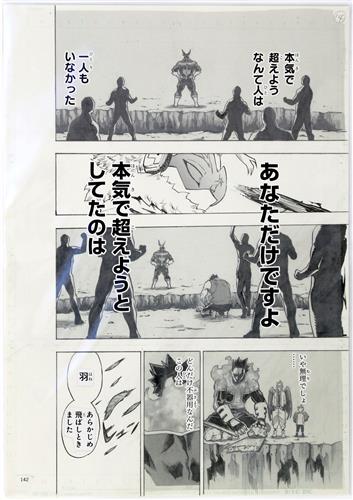 本気で
超えよう
なんて人は
一人も
いなかった
あなただけですよ
本気で超えようと
してたのは
いや無理でしょ
……
どんだけ不器用なんだ
この人は
羽
あらかじめ
飛ばしとき
ました
142